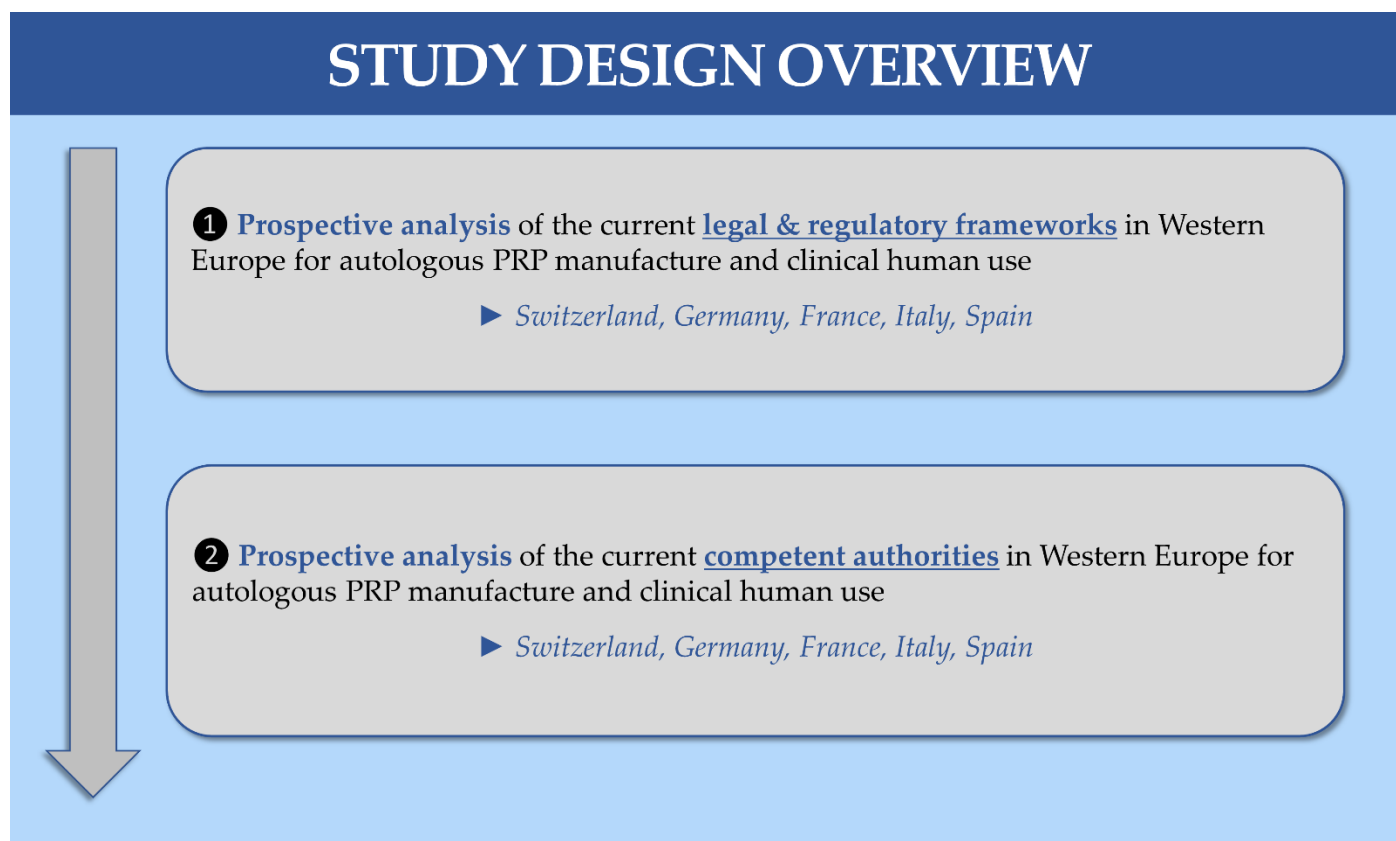 STUDY DESIGN OVERVIEW
❶ Prospective analysis of the current legal & regulatory frameworks in Western
Europe for autologous PRP manufacture and clinical human use
► Switzerland, Germany, France, Italy, Spain
❷ Prospective analysis of the current competent authorities in Western Europe for
autologous PRP manufacture and clinical human use
► Switzerland, Germany, France, Italy, Spain